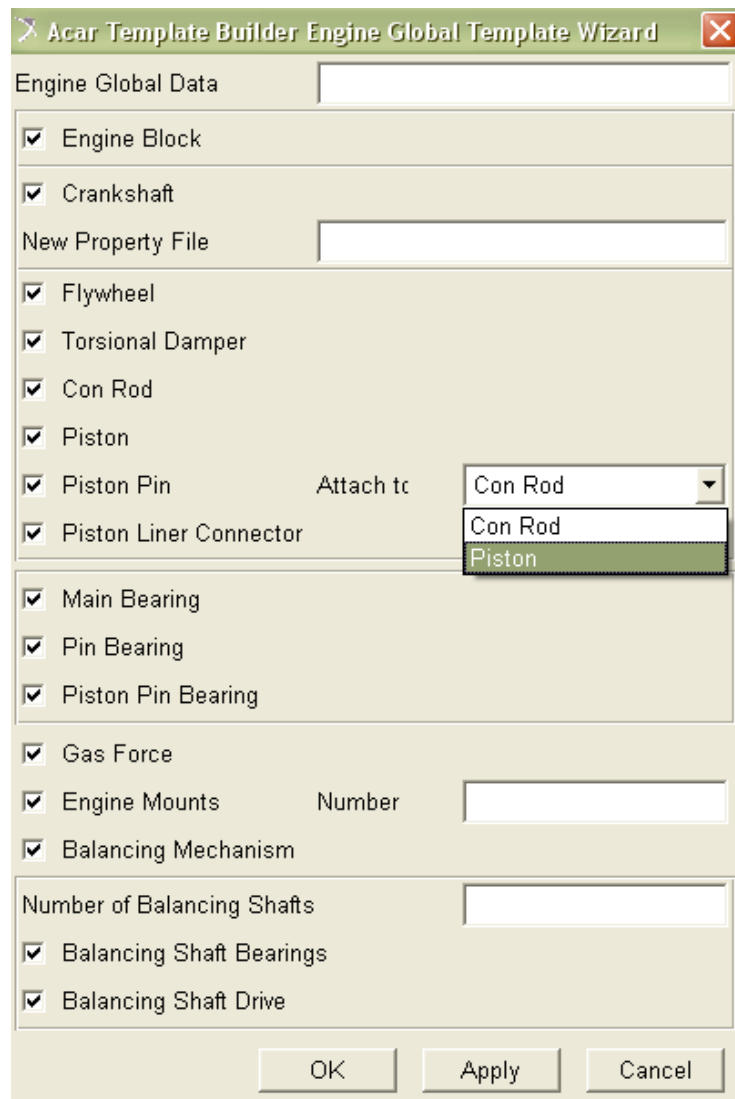 Acar Template Builder Engine Global Template Wizard
Engine Global Data
Engine Block
Crankshaft
New Property File
Flywheel
Torsional Damper
Con Rod
Piston
Piston Pin Attach to Con Rod
Con Rod
Piston Liner Connector
Piston
Main Bearing
Pin Bearing
Piston Pin Bearing
Gas Force
Engine Mounts Number
Balancing Mechanism
Number of Balancing Shafts
Balancing Shaft Bearings
Balancing Shaft Drive
OK Apply Cancel